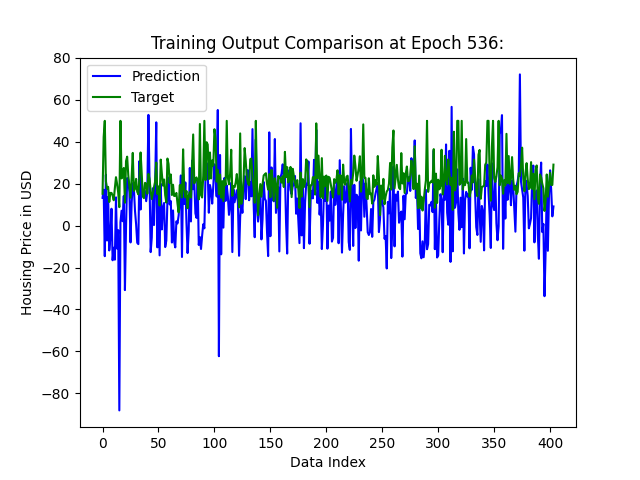 Training Output Comparison at Epoch 536:
Prediction
Target
Housing Price in USD
80
60
40
20
0
−20
−40
−60
−80
0 50 100 150 200 250 300 350 400
Data Index